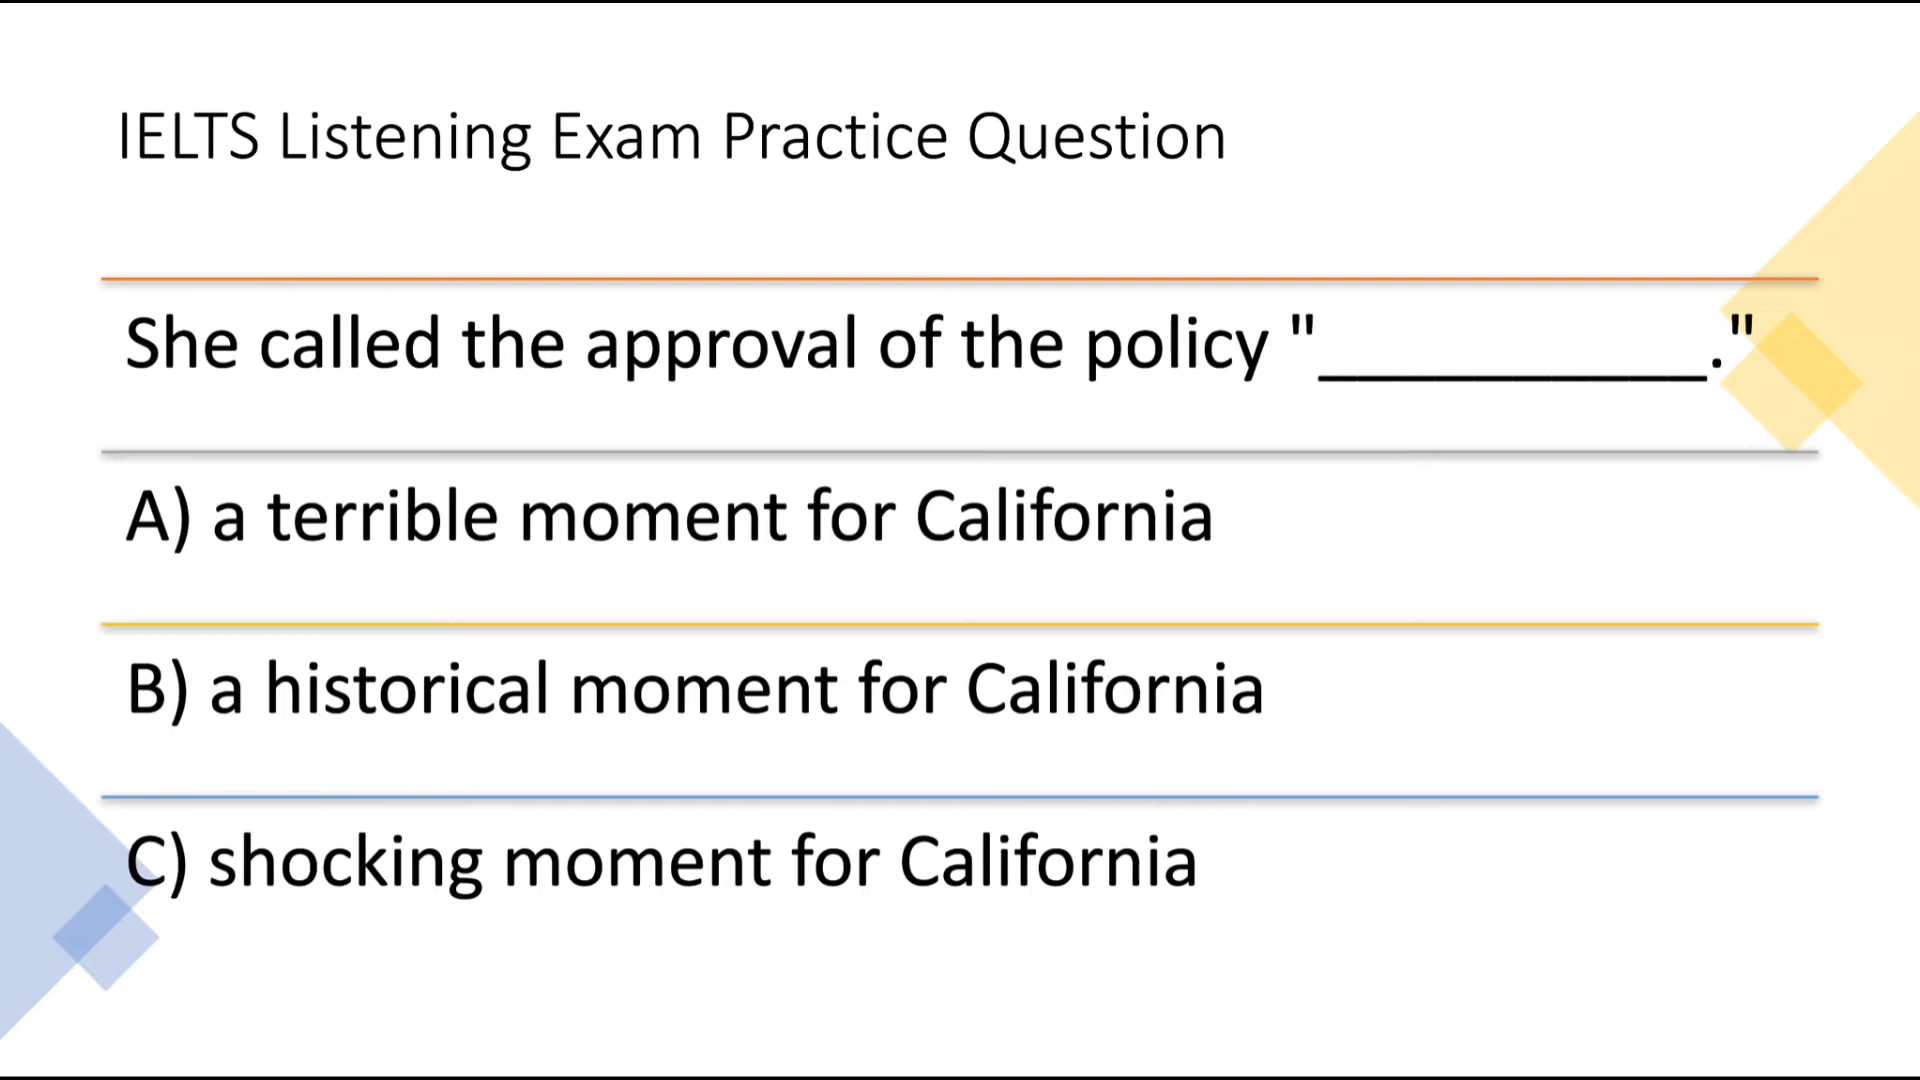 IELTS Listening Exam Practice Question
She called the approval of the policy "__________."
A) a terrible moment for California
B) a historical moment for California
C) shocking moment for California